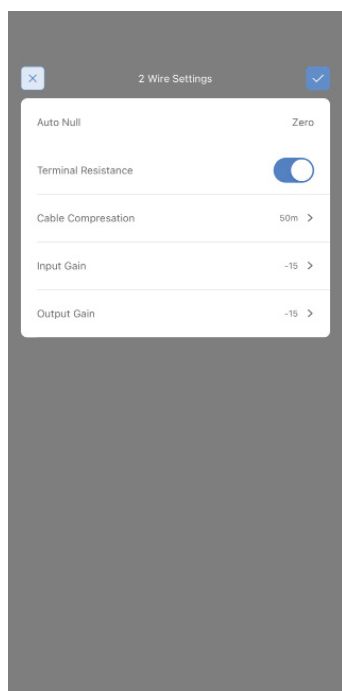 2 Wire Settings
Auto Null Zero
Terminal Resistance
Cable Compresation 50m
Input Gain -15
Output Gain -15